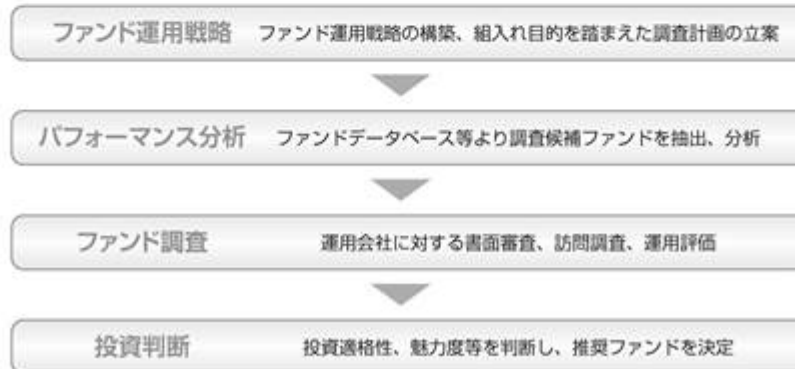 ファンド運用戦略 ファンド運用戦略の構築、組入れ目的を踏まえた調査計画の立案
パフォーマンス分析 ファンドデータベース等より調査候補ファンドを抽出、分析
ファンド調査 運用会社に対する書面審査、訪問調査、運用評価
投資判断 投資適格性、魅力度等を判断し、推奨ファンドを決定